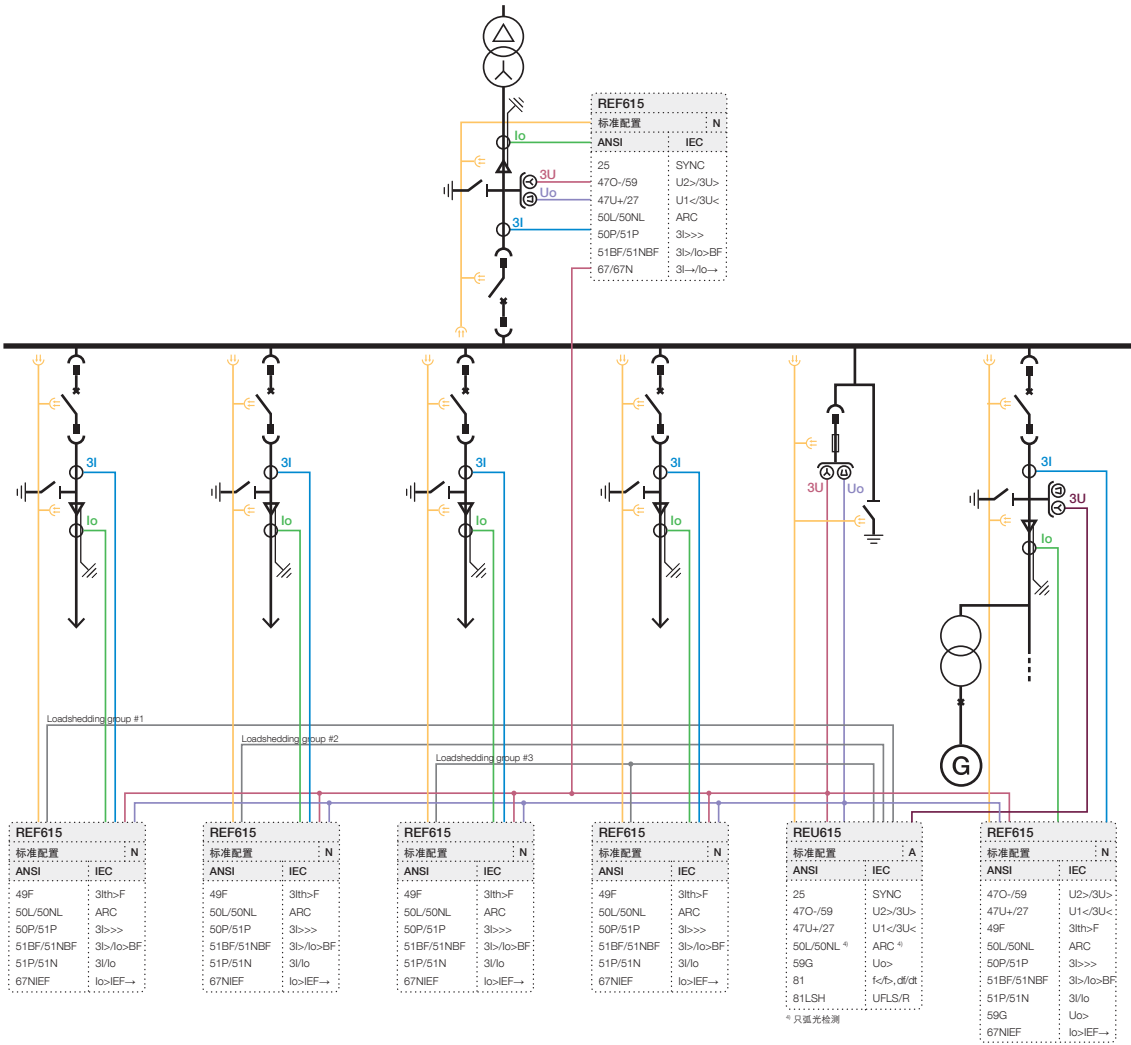 REF615
标准配置 N
ANSI IEC
25 SYNC
47O-/59 U2>/3U>
47U+/27 U1</3U<
50L/50NL ARC
50P/51P 3I>>>
51BF/51NBF 3I>/Io>BF
67/67N 3I→/Io→
Io
3U
Uo
3I
3I
Io
3I
Io
3I
Io
3I
Io
3U
Uo
3I
3U
Io
G
Loadshedding group #1
Loadshedding group #2
Loadshedding group #3
REF615
标准配置 N
ANSI IEC
49F 3Ith>F
50L/50NL ARC
50P/51P 3I>>>
51BF/51NBF 3I>/Io>BF
51P/51N 3I/Io
67NIEF Io>IEF→
REF615
标准配置 N
ANSI IEC
49F 3Ith>F
50L/50NL ARC
50P/51P 3I>>>
51BF/51NBF 3I>/Io>BF
51P/51N 3I/Io
67NIEF Io>IEF→
REF615
标准配置 N
ANSI IEC
49F 3Ith>F
50L/50NL ARC
50P/51P 3I>>>
51BF/51NBF 3I>/Io>BF
51P/51N 3I/Io
67NIEF Io>IEF→
REF615
标准配置 N
ANSI IEC
49F 3Ith>F
50L/50NL ARC
50P/51P 3I>>>
51BF/51NBF 3I>/Io>BF
51P/51N 3I/Io
67NIEF Io>IEF→
REU615
标准配置 A
ANSI IEC
25 SYNC
47O-/59 U2>/3U>
47U+/27 U1</3U<
50L/50NL 4) ARC 4)
59G Uo>
81 f</f>, df/dt
81LSH UFLS/R
4) 只弧光检测
REF615
标准配置 N
ANSI IEC
47O-/59 U2>/3U>
47U+/27 U1</3U<
49F 3Ith>F
50L/50NL ARC
50P/51P 3I>>>
51BF/51NBF 3I>/Io>BF
51P/51N 3I/Io
59G Uo>
67NIEF Io>IEF→